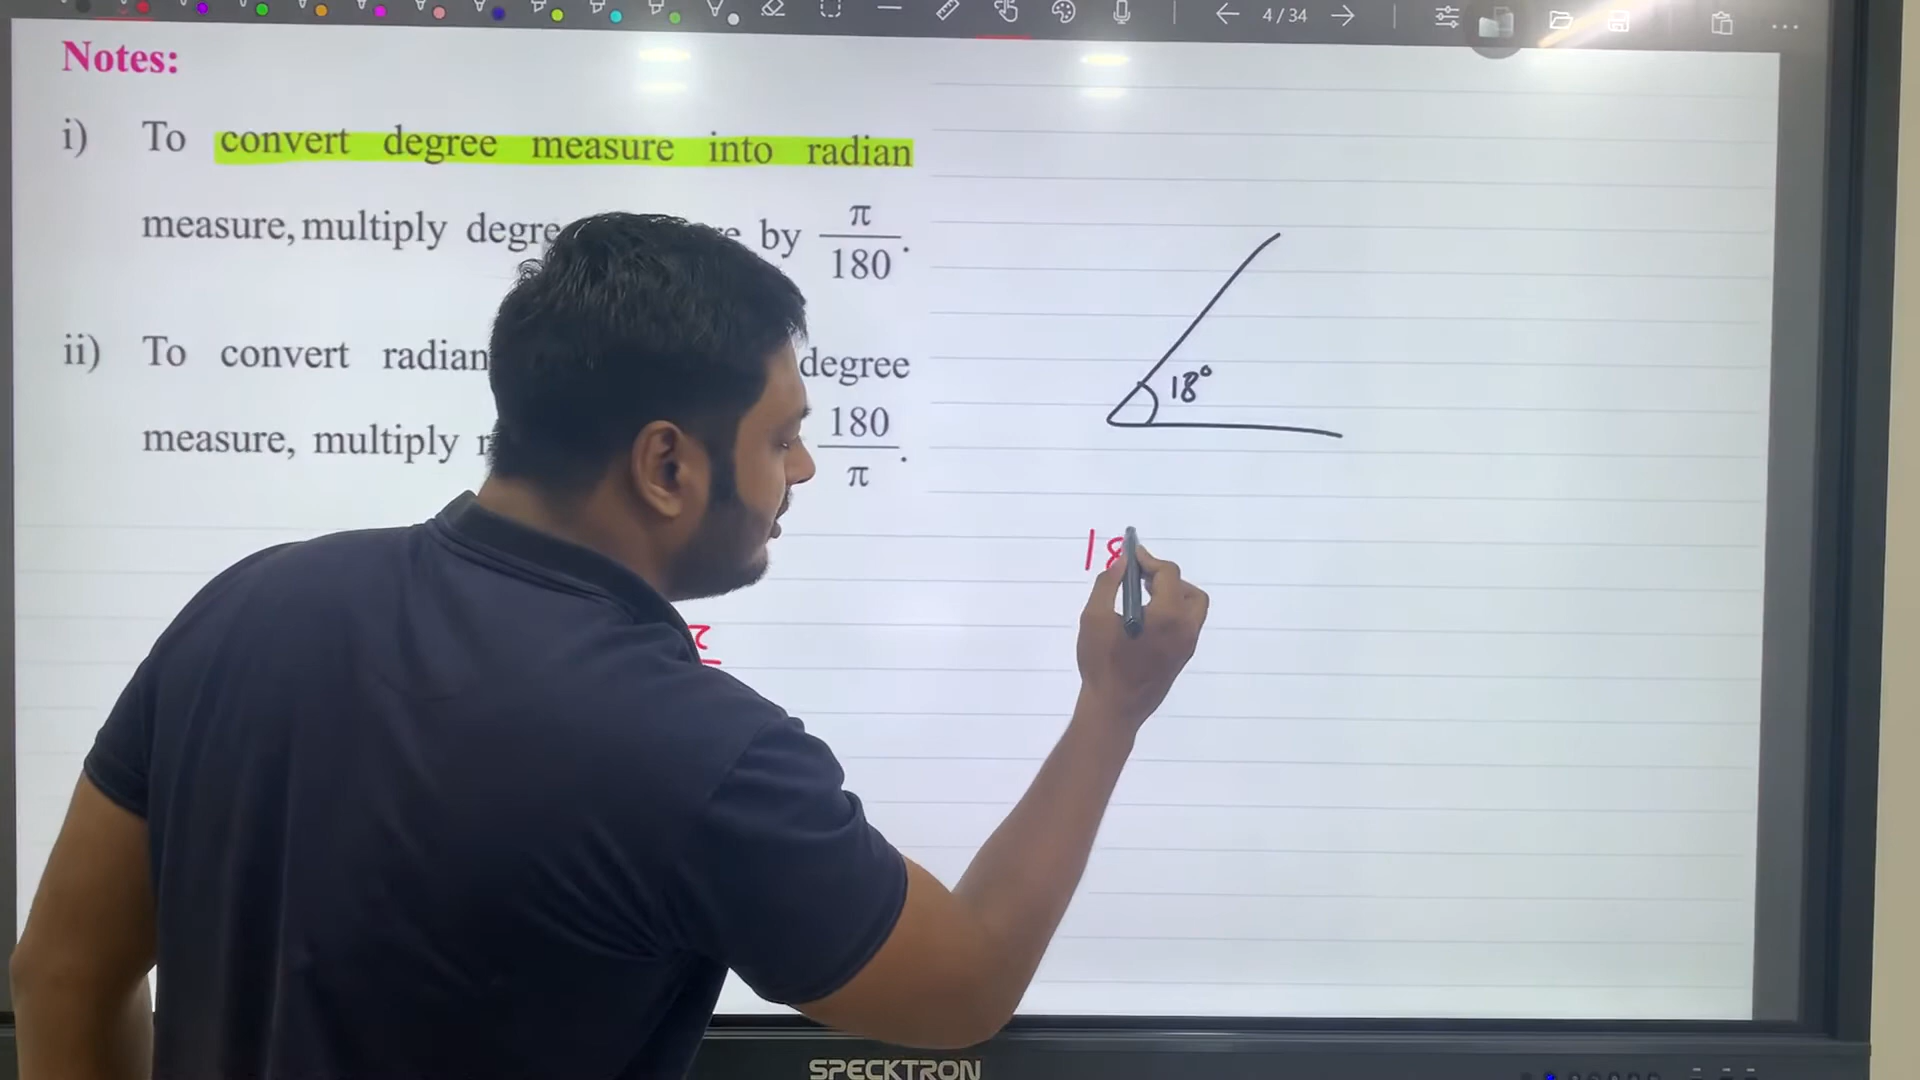 4 / 34
Notes:
i) To convert degree measure into radian
measure, multiply by π
180 .
ii) To convert radian degree
measure, multiply 180
π .
18°
18
SPECKTRON